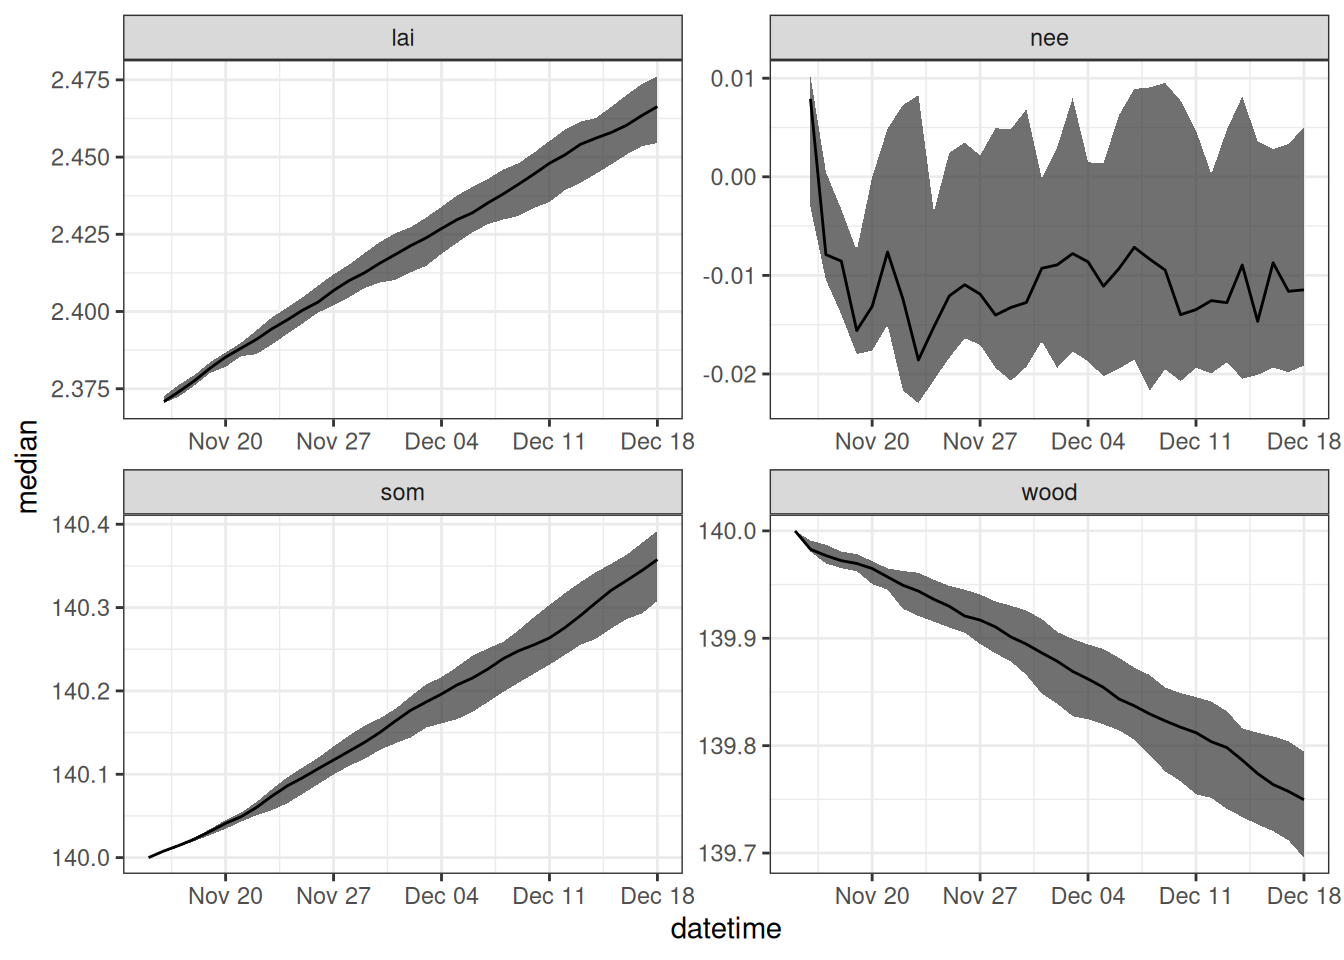 lai
nee
2.475
2.450
2.425
2.400
2.375
0.01
0.00
-0.01
-0.02
Nov 20 Nov 27 Dec 04 Dec 11 Dec 18
Nov 20 Nov 27 Dec 04 Dec 11 Dec 18
median
som
wood
140.4
140.3
140.2
140.1
140.0
140.0
139.9
139.8
139.7
Nov 20 Nov 27 Dec 04 Dec 11 Dec 18
Nov 20 Nov 27 Dec 04 Dec 11 Dec 18
datetime